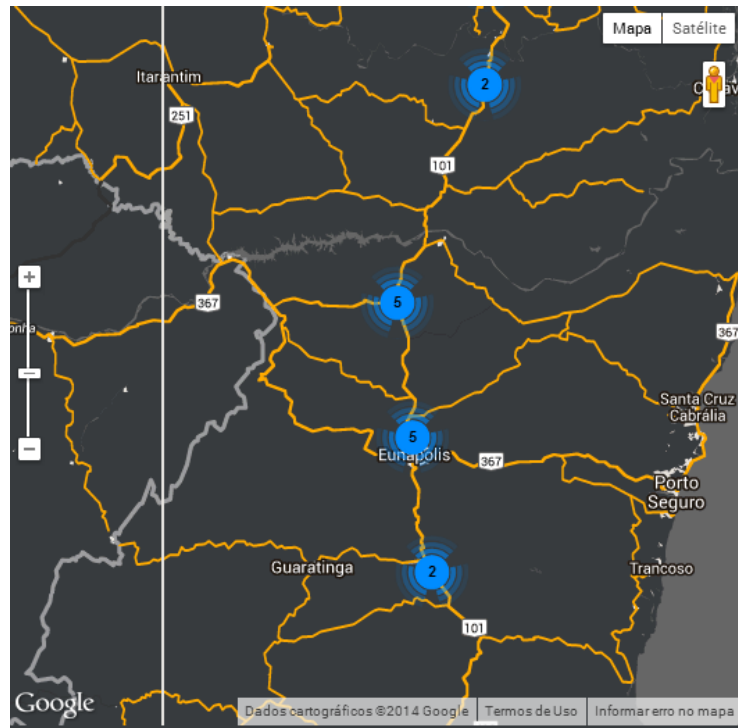 Mapa
Satélite
2
Itarantim
251
101
5
367
367
Santa Cruz
Cabrália
5
Eunápolis
367
Porto
Seguro
Guaratinga
2
Trancoso
101
Google
Dados cartográficos ©2014 Google
Termos de Uso
Informar erro no mapa